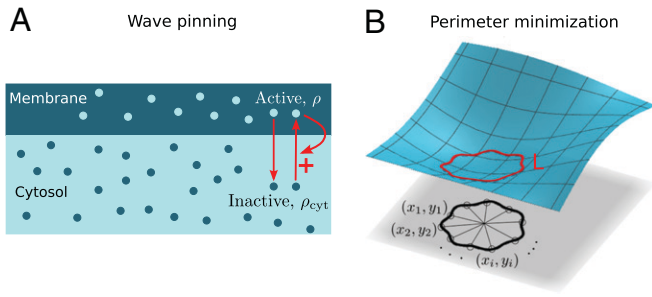 A
Wave pinning
Membrane
Active, ρ
+
Cytosol
Inactive, ρcyt
B
Perimeter minimization
L
(x1, y1)
(x2, y2)
(xi, yi)